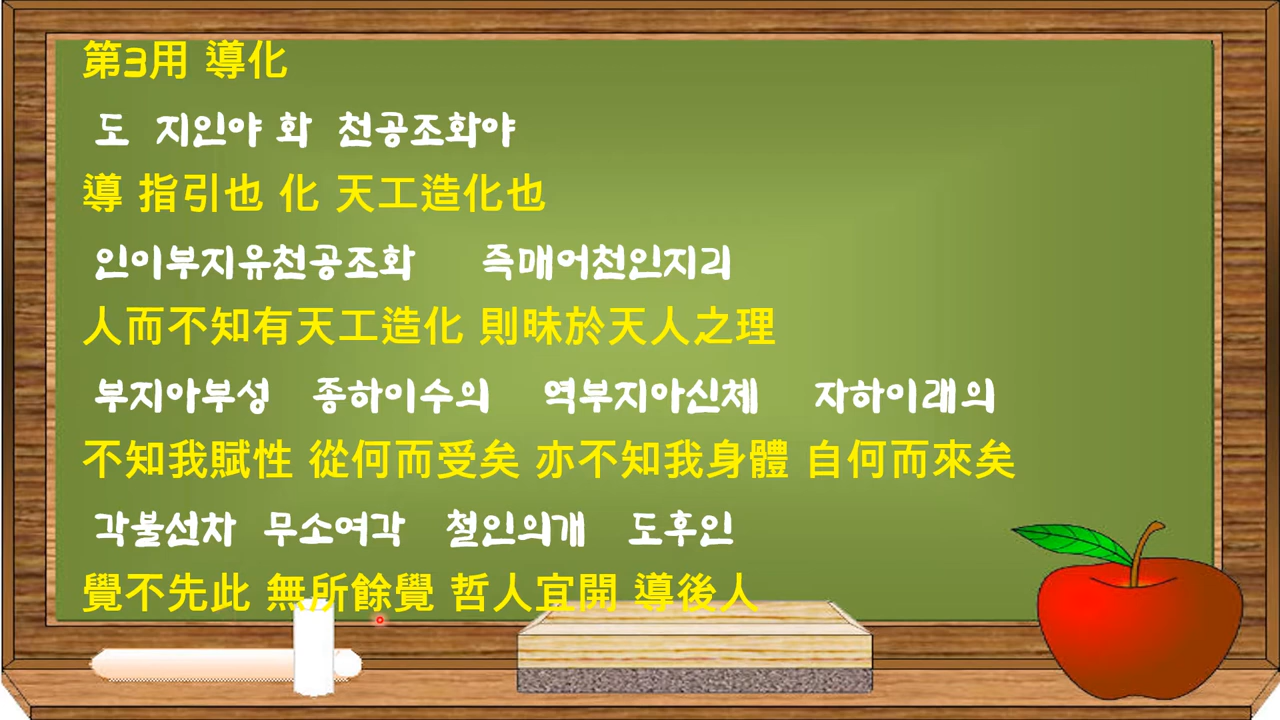 第3用 導化
도 지인야 화 천공조화야
導 指引也 化 天工造化也
인이부지유천공조화 즉매어천인지리
人而不知有天工造化 則昧於天人之理
부지아부성 종하이수의 역부지아신체 자하이래의
不知我賦性 從何而受矣 亦不知我身體 自何而來矣
각불선차 무소여각 철인의개 도후인
覺不先此 無所餘覺 哲人宜開 導後人